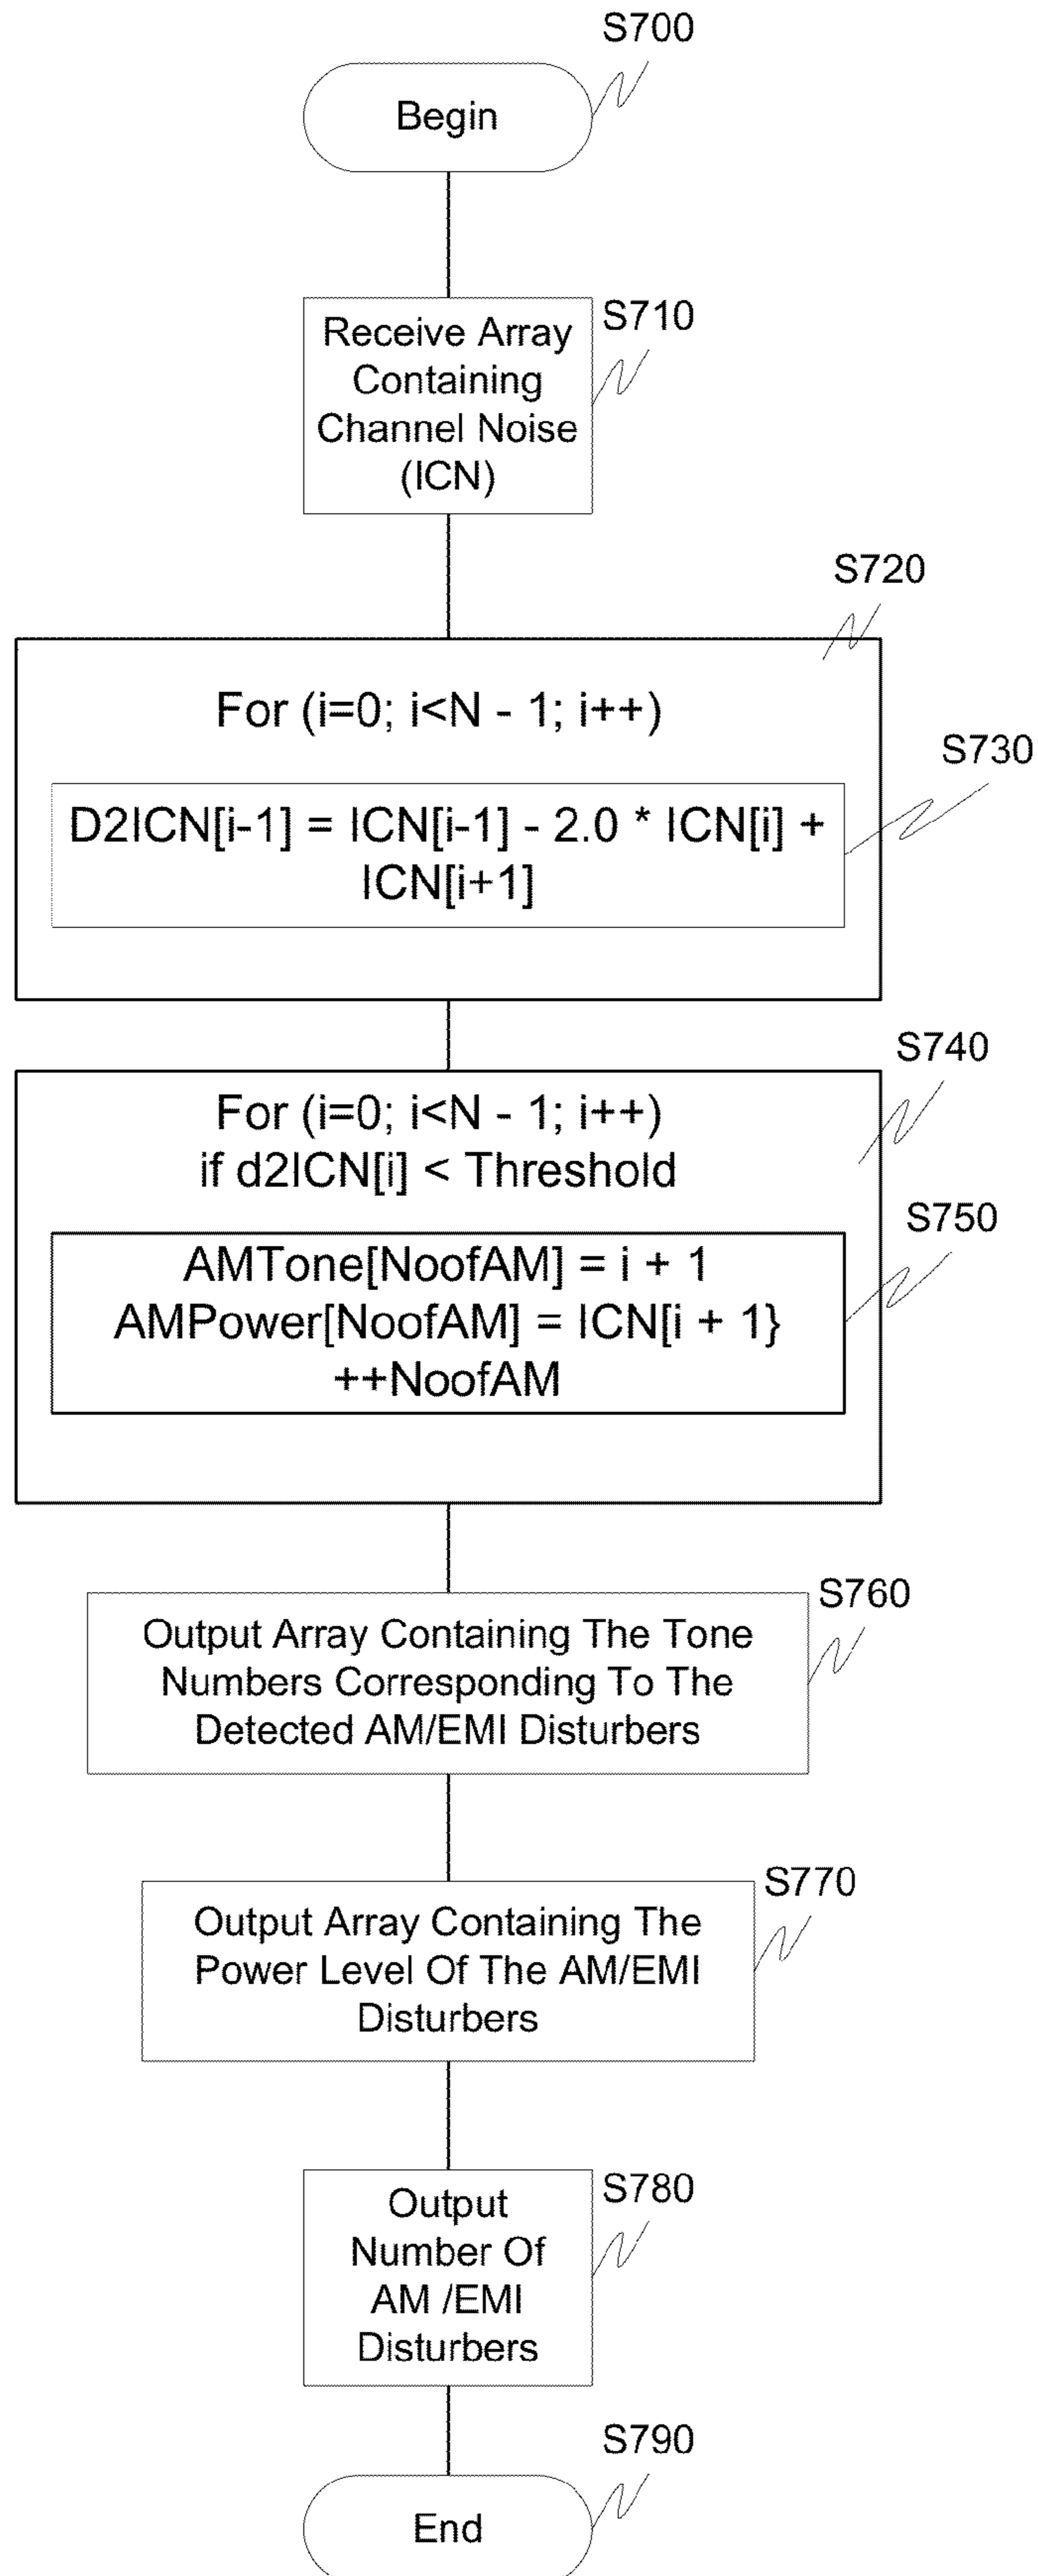 S700
Begin
S710
Receive Array
Containing
Channel Noise
(ICN)
S720
For (i=0; i<N - 1; i++)
S730
D2ICN[i-1] = ICN[i-1] - 2.0 * ICN[i] +
ICN[i+1]
S740
For (i=0; i<N - 1; i++)
if d2ICN[i] < Threshold
S750
AMTone[NoofAM] = i + 1
AMPower[NoofAM] = ICN[i + 1}
++NoofAM
S760
Output Array Containing The Tone
Numbers Corresponding To The
Detected AM/EMI Disturbers
S770
Output Array Containing The
Power Level Of The AM/EMI
Disturbers
S780
Output
Number Of
AM /EMI
Disturbers
S790
End